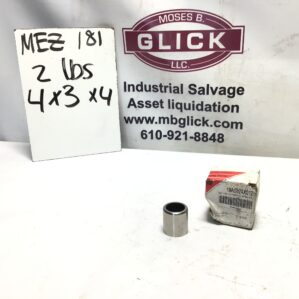 MEZ 181
2 lbs
4x3x4
MOSES B.
GLICK
LLC.
Industrial Salvage
Asset liquidation
www.mbglick.com
610-921-8848